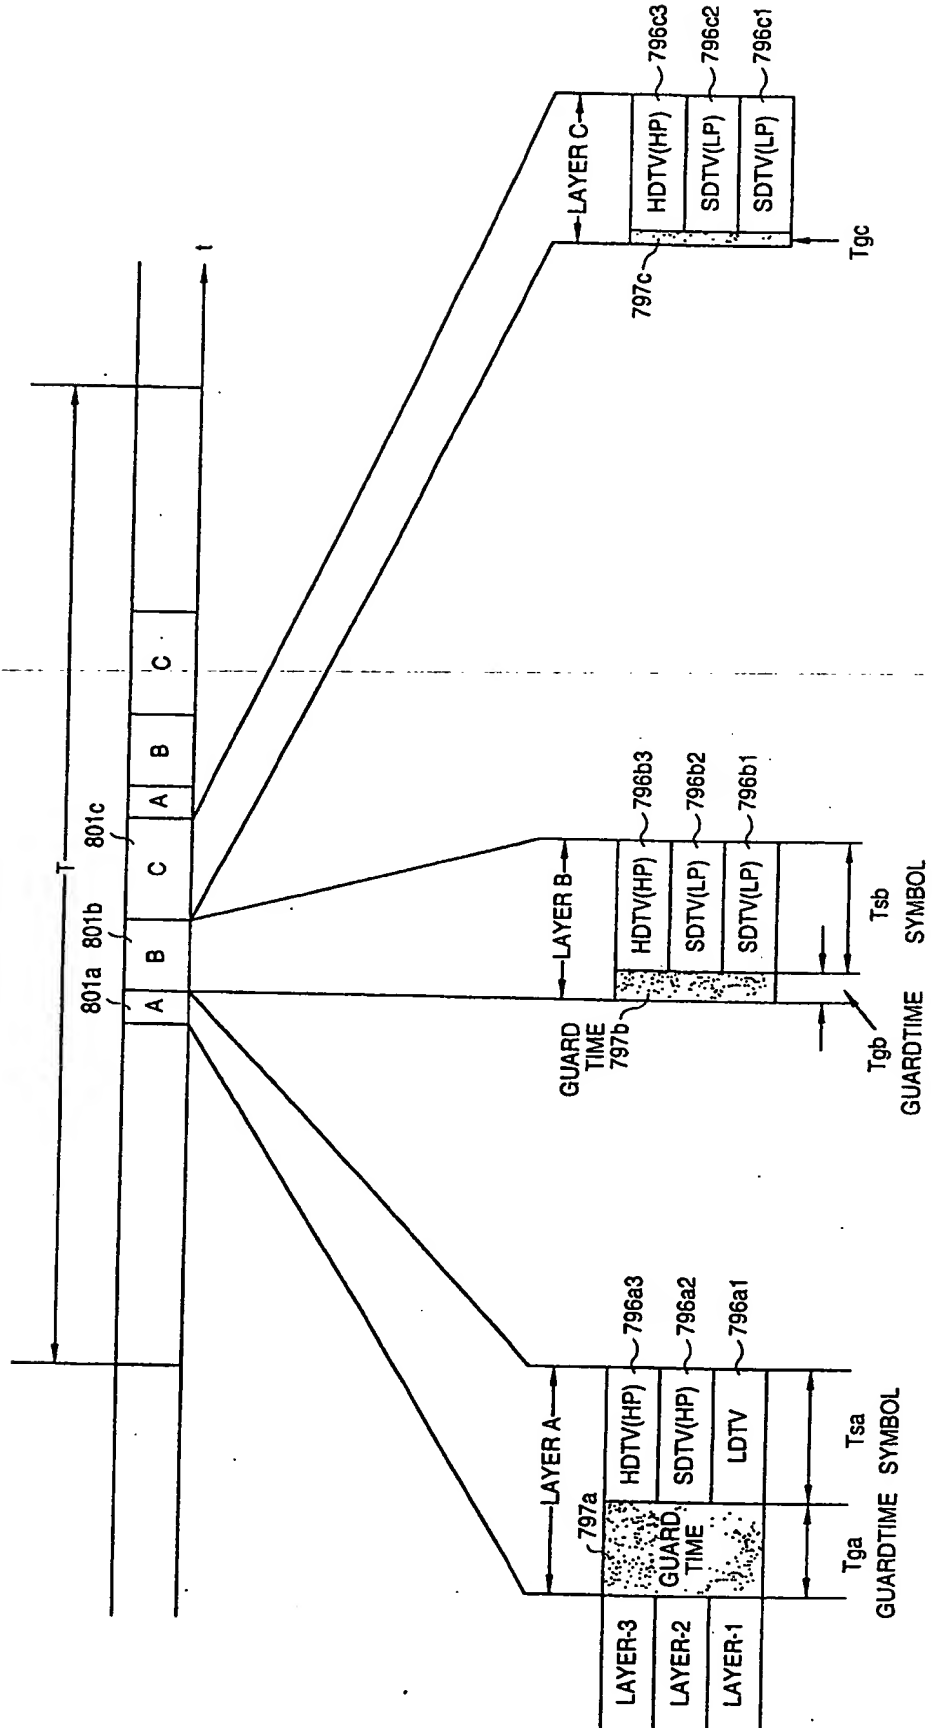 T
801a
801b
801c
A
B
C
A
B
C
t
LAYER A
LAYER B
LAYER C
797a
LAYER-3
LAYER-2
LAYER-1
GUARD
TIME
HDTV(HP)
SDTV(HP)
LDTV
796a3
796a2
796a1
Tga
GUARDTIME
Tsa
SYMBOL
GUARD
TIME
797b
HDTV(HP)
SDTV(LP)
SDTV(LP)
796b3
796b2
796b1
Tgb
GUARDTIME
Tsb
SYMBOL
797c
HDTV(HP)
SDTV(LP)
SDTV(LP)
796c3
796c2
796c1
Tgc